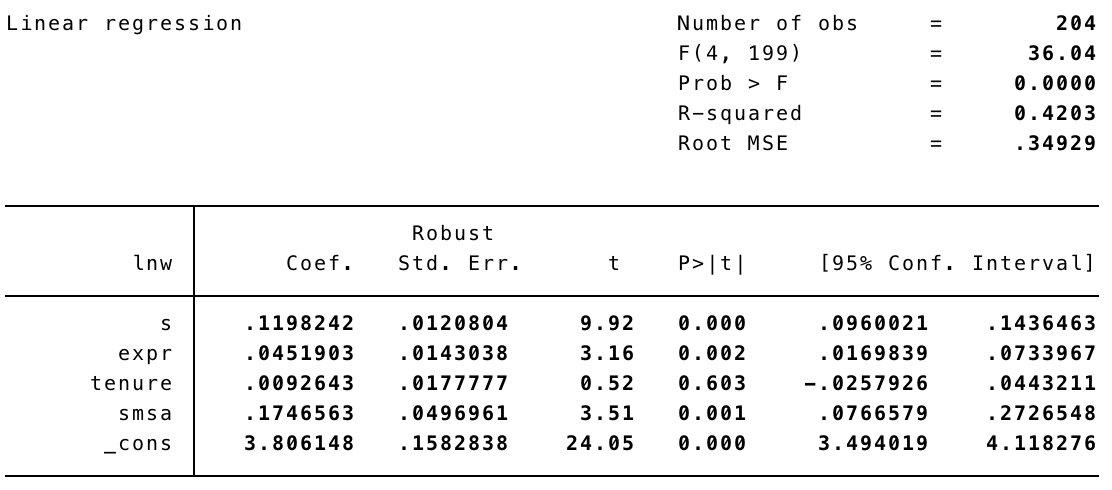 Linear regression Number of obs = 204
F(4, 199) = 36.04
Prob > F = 0.0000
R-squared = 0.4203
Root MSE = .34929
Robust
lnw Coef. Std. Err. t P>|t| [95% Conf. Interval]
s .1198242 .0120804 9.92 0.000 .0960021 .1436463
expr .0451903 .0143038 3.16 0.002 .0169839 .0733967
tenure .0092643 .0177777 0.52 0.603 -.0257926 .0443211
smsa .1746563 .0496961 3.51 0.001 .0766579 .2726548
_cons 3.806148 .1582838 24.05 0.000 3.494019 4.118276